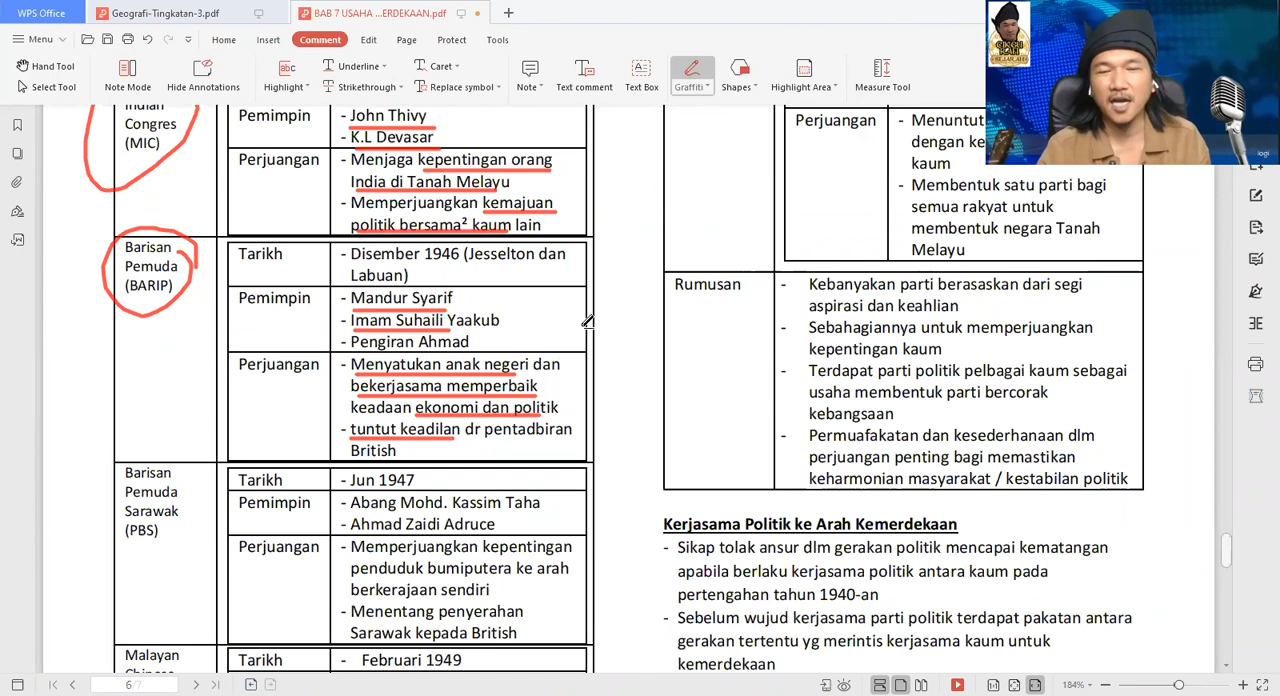 WPS Office
Geografi-Tingkatan-3.pdf
BAB 7 USAHA ...ERDEKAAN.pdf
Menu
Home
Insert
Comment
Edit
Page
Protect
Tools
Hand Tool
Select Tool
Note Mode
Hide Annotations
Highlight
Underline
Strikethrough
Caret
Replace symbol
Note
Text comment
Text Box
Graffiti
Shapes
Highlight Area
Measure Tool
Congres
(MIC)
Pemimpin
- John Thivy
- K.L Devasar
Perjuangan
- Menjaga kepentingan orang
India di Tanah Melayu
- Memperjuangkan kemajuan
politik bersama² kaum lain
Barisan
Pemuda
(BARIP)
Tarikh
- Disember 1946 (Jesselton dan
Labuan)
Pemimpin
- Mandur Syarif
- Imam Suhaili Yaakub
- Pengiran Ahmad
Perjuangan
- Menyatukan anak negeri dan
bekerjasama memperbaik
keadaan ekonomi dan politik
- tuntut keadilan dr pentadbiran
British
Barisan
Pemuda
Sarawak
(PBS)
Tarikh
- Jun 1947
Pemimpin
- Abang Mohd. Kassim Taha
- Ahmad Zaidi Adruce
Perjuangan
- Memperjuangkan kepentingan
penduduk bumiputera ke arah
berkerajaan sendiri
- Menentang penyerahan
Sarawak kepada British
Malayan
Tarikh
- Februari 1949
Perjuangan
- Menuntut
dengan ke
kaum
- Membentuk satu parti bagi
semua rakyat untuk
membentuk negara Tanah
Melayu
Rumusan
- Kebanyakan parti berasaskan dari segi
aspirasi dan keahlian
- Sebahagiannya untuk memperjuangkan
kepentingan kaum
- Terdapat parti politik pelbagai kaum sebagai
usaha membentuk parti bercorak
kebangsaan
- Permuafakatan dan kesederhanaan dlm
perjuangan penting bagi memastikan
keharmonian masyarakat / kestabilan politik
Kerjasama Politik ke Arah Kemerdekaan
- Sikap tolak ansur dlm gerakan politik mencapai kematangan
apabila berlaku kerjasama politik antara kaum pada
pertengahan tahun 1940-an
- Sebelum wujud kerjasama parti politik terdapat pakatan antara
gerakan tertentu yg merintis kerjasama kaum untuk
kemerdekaan
6/7
184%